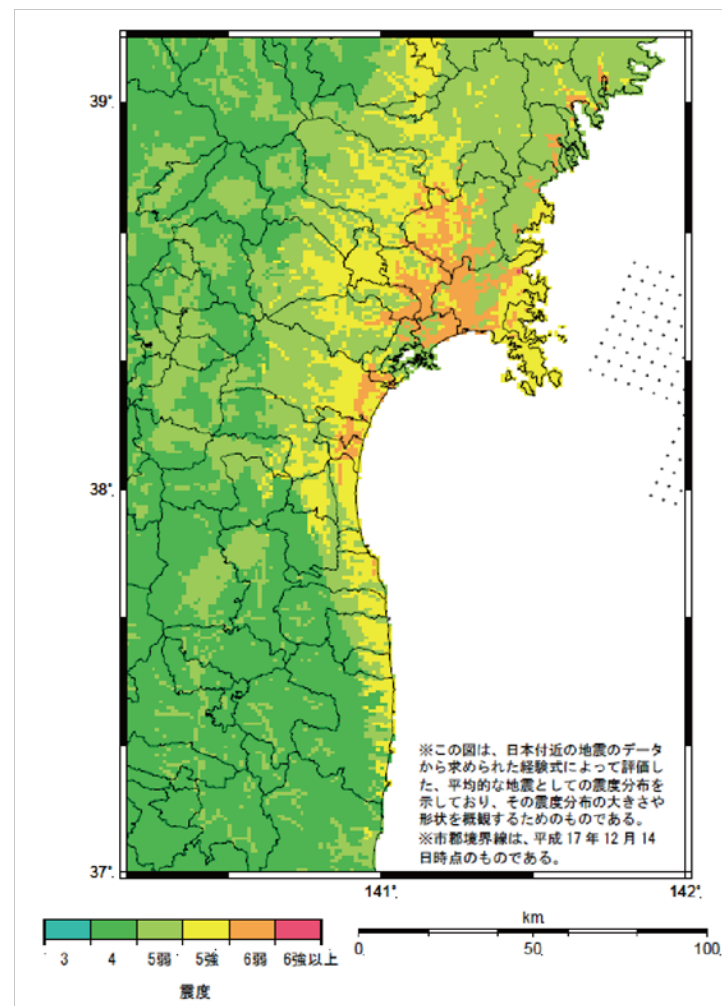 39°.
38°.
※この図は、日本付近の地震のデータ
から求められた経験式によって評価し
た、平均的な地震としての震度分布を
示しており、その震度分布の大きさや
形状を概観するためのものである。
※市郡境界線は、平成 17 年 12 月 14
日時点のものである。
37°.
141°.
142°.
km
0.
50.
100.
3
4
5弱
5強
6弱
6強以上
震度